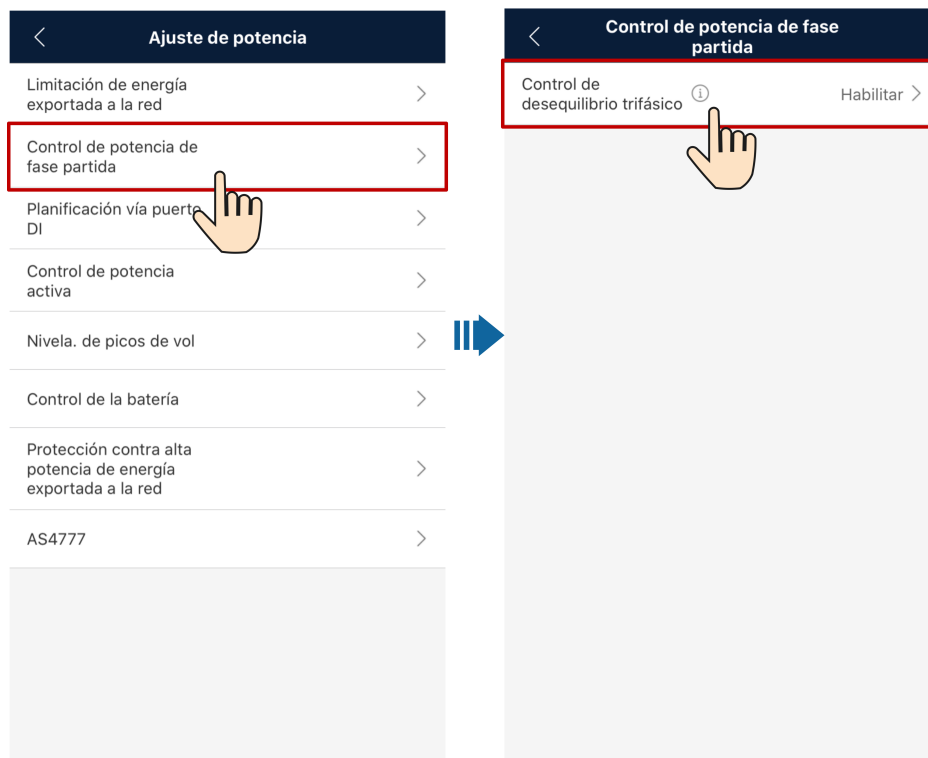 Ajuste de potencia
Limitación de energía
exportada a la red
Control de potencia de
fase partida
Planificación vía puerto
DI
Control de potencia
activa
Nivela. de picos de vol
Control de la batería
Protección contra alta
potencia de energía
exportada a la red
AS4777
Control de potencia de fase
partida
Control de
desequilibrio trifásico
Habilitar